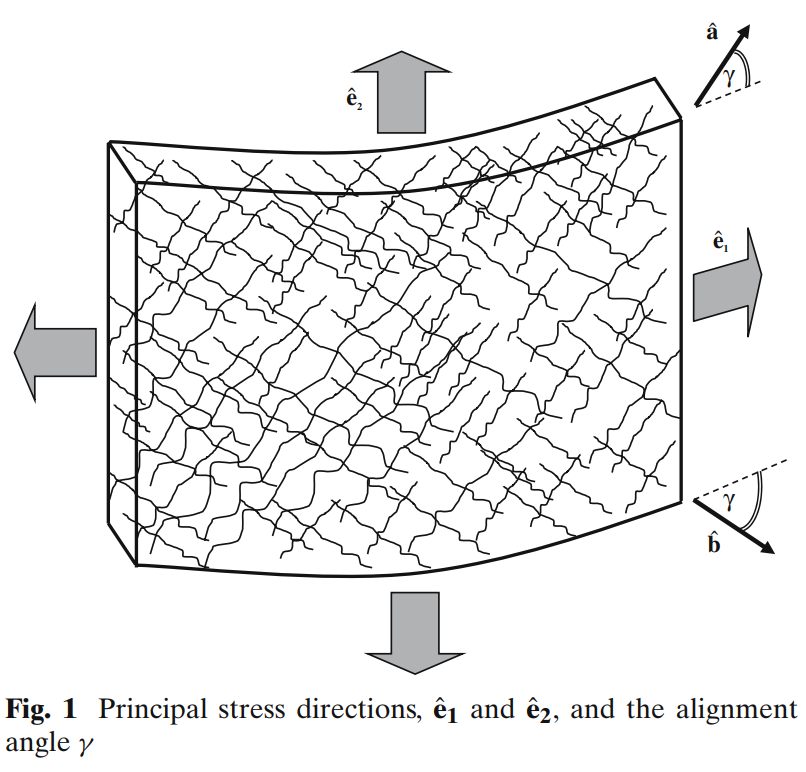 â
γ
ê₂
ê₁
γ
b̂
Fig. 1 Principal stress directions, ê₁ and ê₂, and the alignment
angle γ